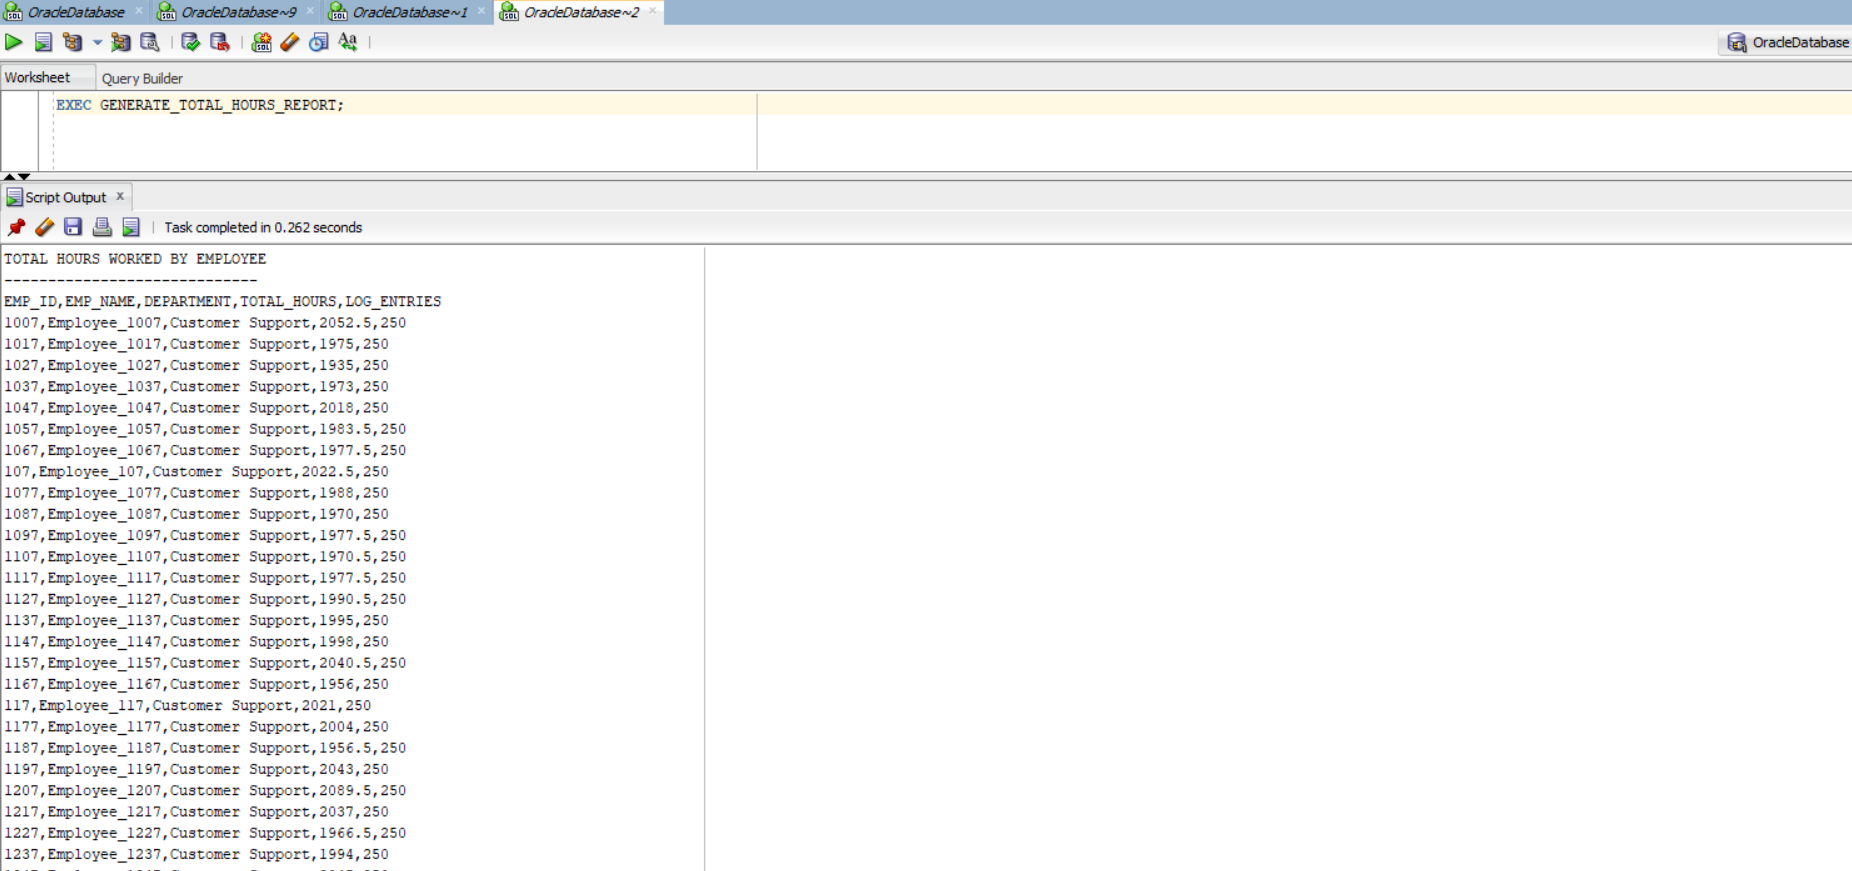 OracleDatabase
OracleDatabase~9
OracleDatabase~1
OracleDatabase~2
OracleDatabase
Worksheet
Query Builder
EXEC GENERATE_TOTAL_HOURS_REPORT;
Script Output
Task completed in 0.262 seconds
TOTAL HOURS WORKED BY EMPLOYEE
-----------------------------
EMP_ID,EMP_NAME,DEPARTMENT,TOTAL_HOURS,LOG_ENTRIES
1007,Employee_1007,Customer Support,2052.5,250
1017,Employee_1017,Customer Support,1975,250
1027,Employee_1027,Customer Support,1935,250
1037,Employee_1037,Customer Support,1973,250
1047,Employee_1047,Customer Support,2018,250
1057,Employee_1057,Customer Support,1983.5,250
1067,Employee_1067,Customer Support,1977.5,250
107,Employee_107,Customer Support,2022.5,250
1077,Employee_1077,Customer Support,1988,250
1087,Employee_1087,Customer Support,1970,250
1097,Employee_1097,Customer Support,1977.5,250
1107,Employee_1107,Customer Support,1970.5,250
1117,Employee_1117,Customer Support,1977.5,250
1127,Employee_1127,Customer Support,1990.5,250
1137,Employee_1137,Customer Support,1995,250
1147,Employee_1147,Customer Support,1998,250
1157,Employee_1157,Customer Support,2040.5,250
1167,Employee_1167,Customer Support,1956,250
117,Employee_117,Customer Support,2021,250
1177,Employee_1177,Customer Support,2004,250
1187,Employee_1187,Customer Support,1956.5,250
1197,Employee_1197,Customer Support,2043,250
1207,Employee_1207,Customer Support,2089.5,250
1217,Employee_1217,Customer Support,2037,250
1227,Employee_1227,Customer Support,1966.5,250
1237,Employee_1237,Customer Support,1994,250